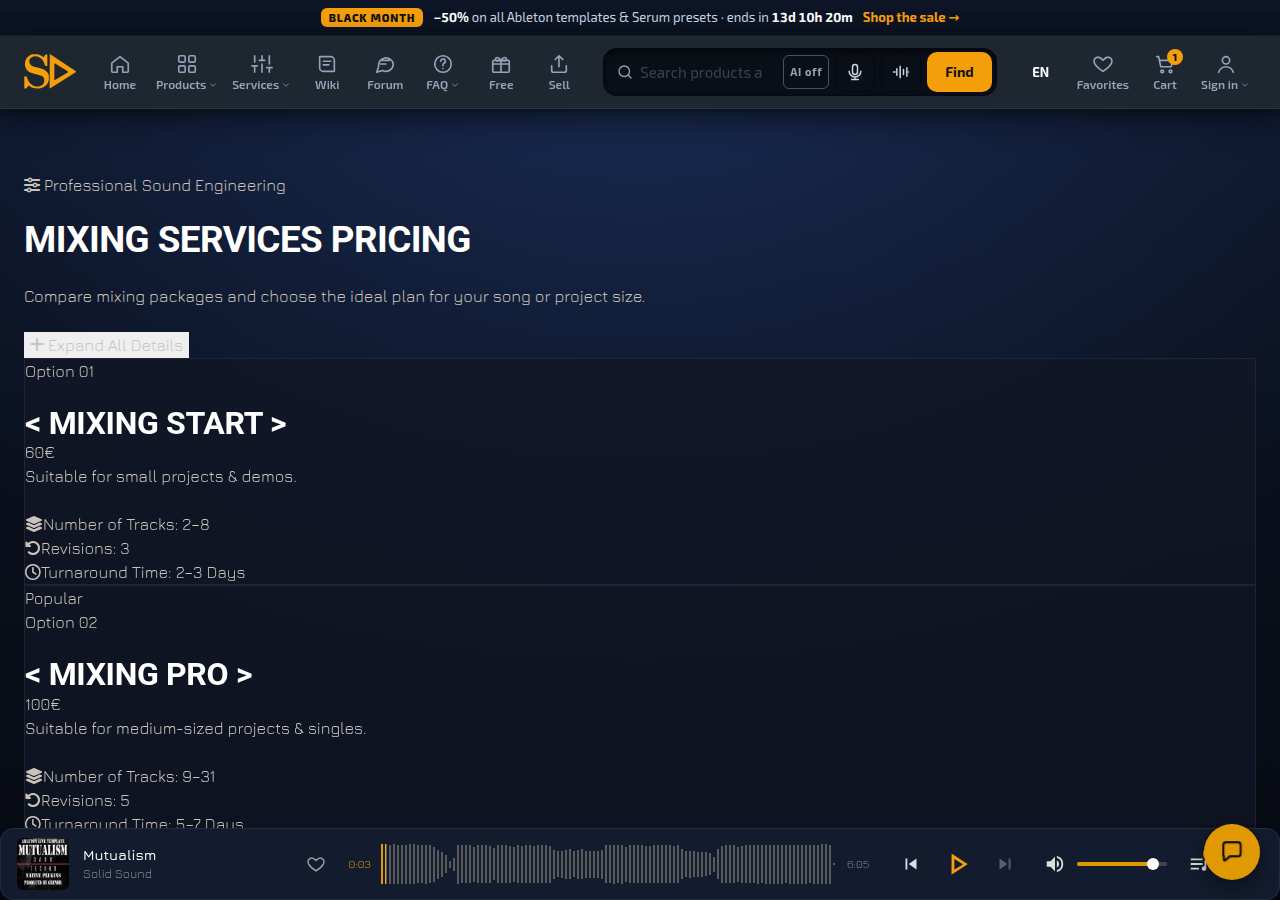 BLACK MONTH −50% on all Ableton templates & Serum presets · ends in 13d 10h 20m Shop the sale →
S
Home
Products
Services
Wiki
Forum
FAQ
Free
Sell
Search products a
AI off
Find
EN
Favorites
1
Cart
Sign in
Professional Sound Engineering
MIXING SERVICES PRICING
Compare mixing packages and choose the ideal plan for your song or project size.
Expand All Details
Option 01
< MIXING START >
60€
Suitable for small projects & demos.
Number of Tracks: 2–8
Revisions: 3
Turnaround Time: 2–3 Days
Popular
Option 02
< MIXING PRO >
100€
Suitable for medium-sized projects & singles.
Number of Tracks: 9–31
Revisions: 5
Turnaround Time: 5–7 Days
MUTUALISM
Mutualism
Solid Sound
0:03
6:05